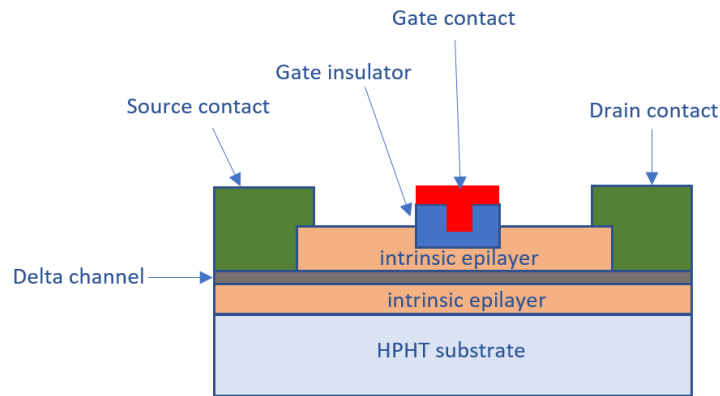 Gate contact
Gate insulator
Source contact
Drain contact
intrinsic epilayer
Delta channel
intrinsic epilayer
HPHT substrate